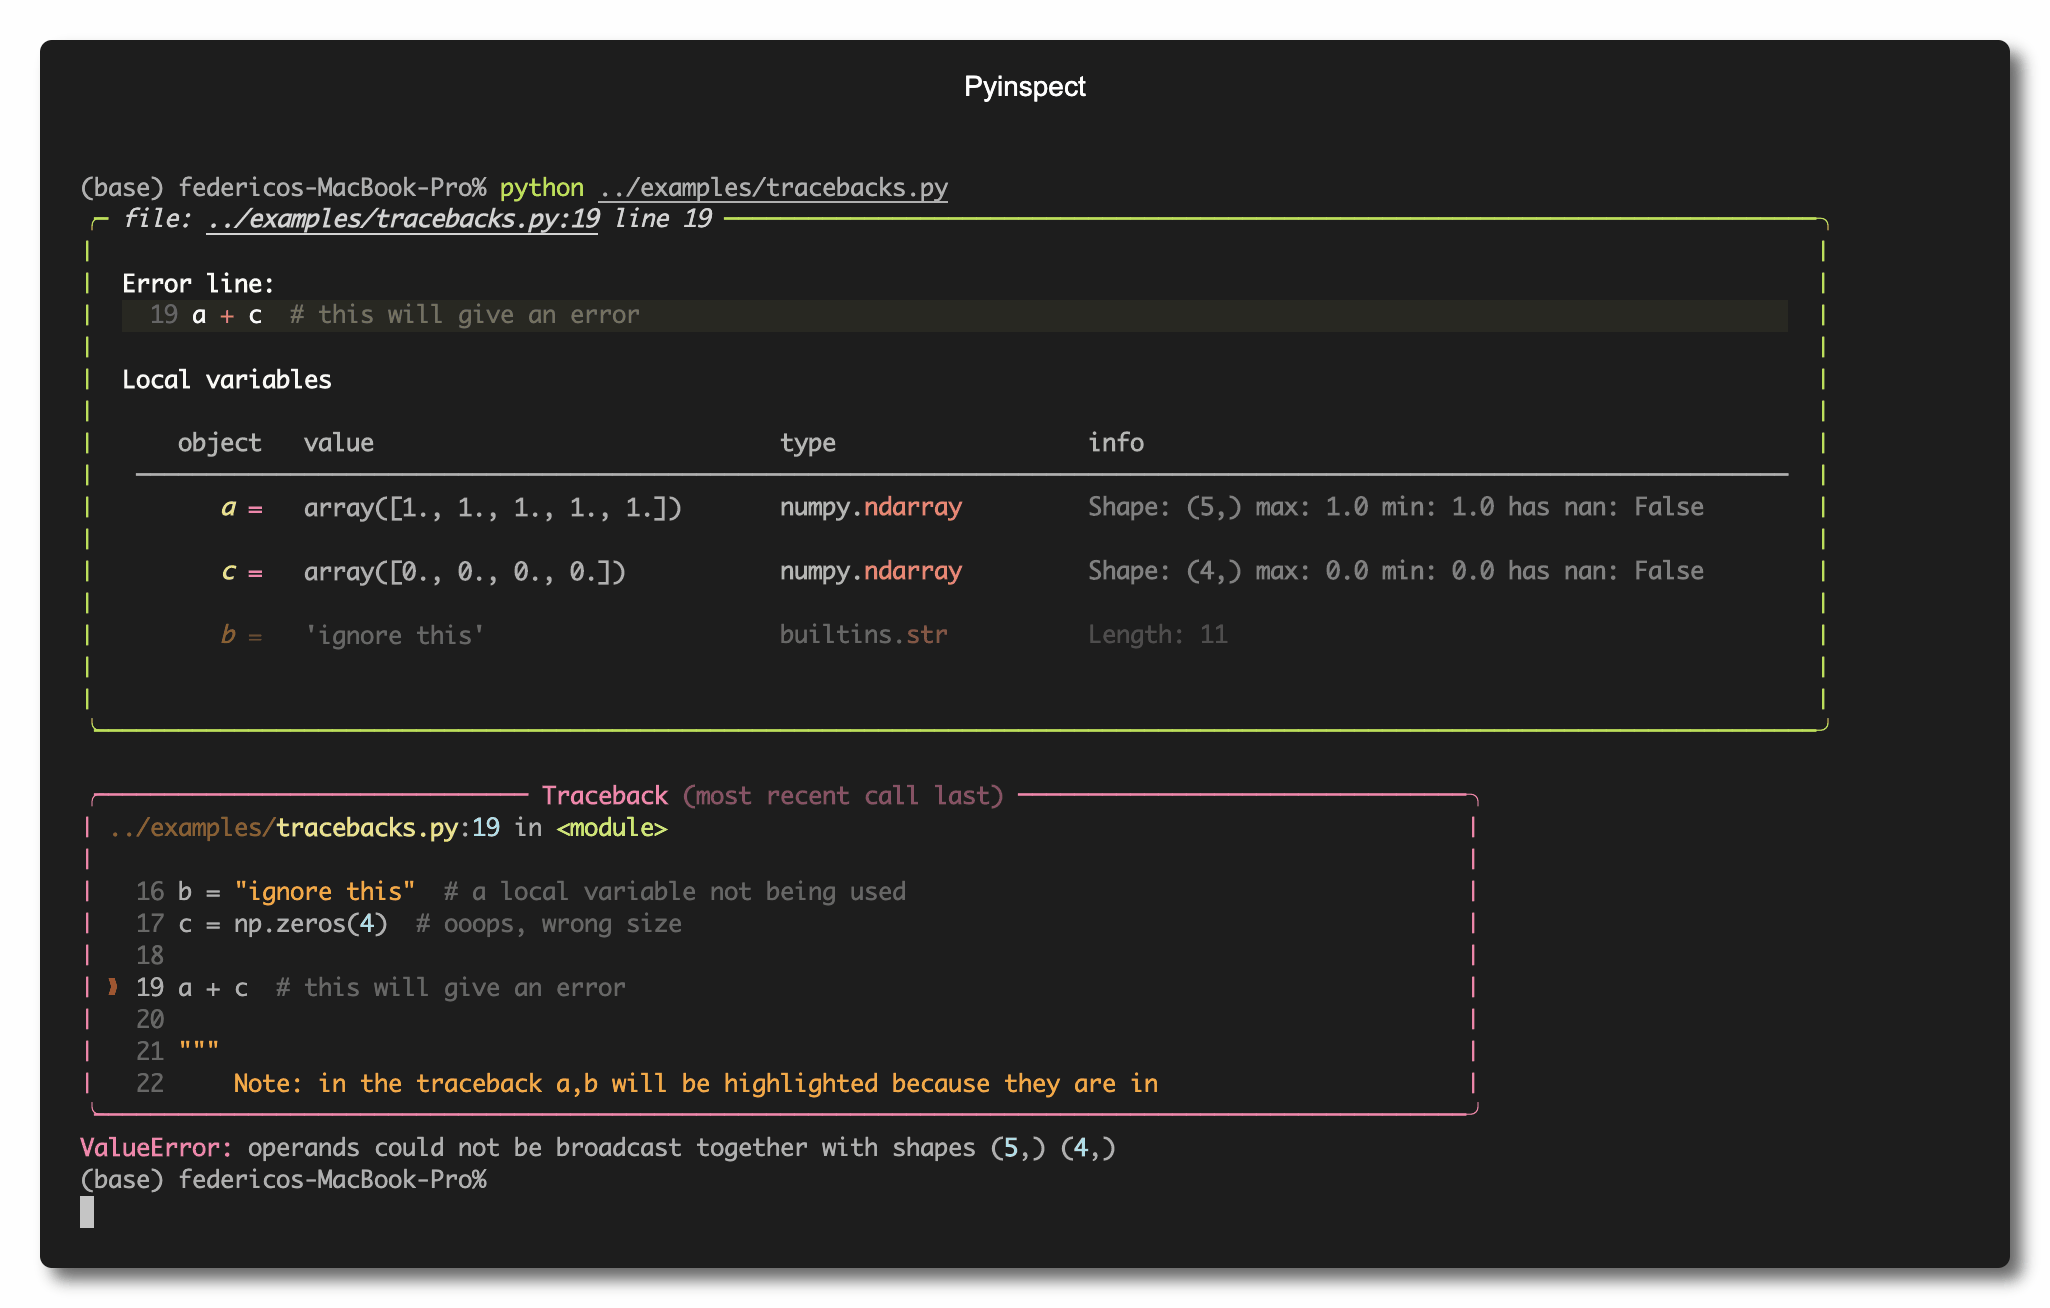 Pyinspect
(base) federicos-MacBook-Pro% python ../examples/tracebacks.py
file: ../examples/tracebacks.py:19 line 19
Error line:
19 a + c  # this will give an error
Local variables
object   value   type   info
a =   array([1., 1., 1., 1., 1.])   numpy.ndarray   Shape: (5,) max: 1.0 min: 1.0 has nan: False
c =   array([0., 0., 0., 0.])   numpy.ndarray   Shape: (4,) max: 0.0 min: 0.0 has nan: False
b =   'ignore this'   builtins.str   Length: 11
Traceback (most recent call last)
../examples/tracebacks.py:19 in <module>
16 b = "ignore this"  # a local variable not being used
17 c = np.zeros(4)  # ooops, wrong size
18
❱ 19 a + c  # this will give an error
20
21 """
22     Note: in the traceback a,b will be highlighted because they are in
ValueError: operands could not be broadcast together with shapes (5,) (4,)
(base) federicos-MacBook-Pro%